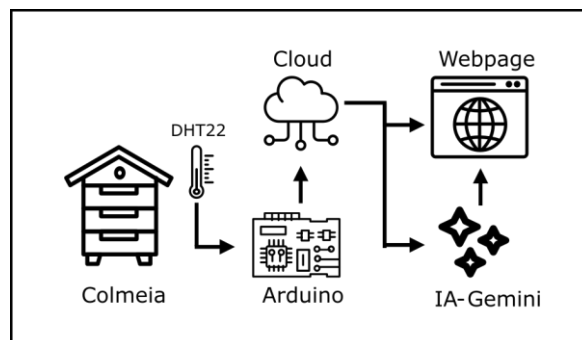 Cloud
Webpage
DHT22
Colmeia
Arduino
IA-Gemini